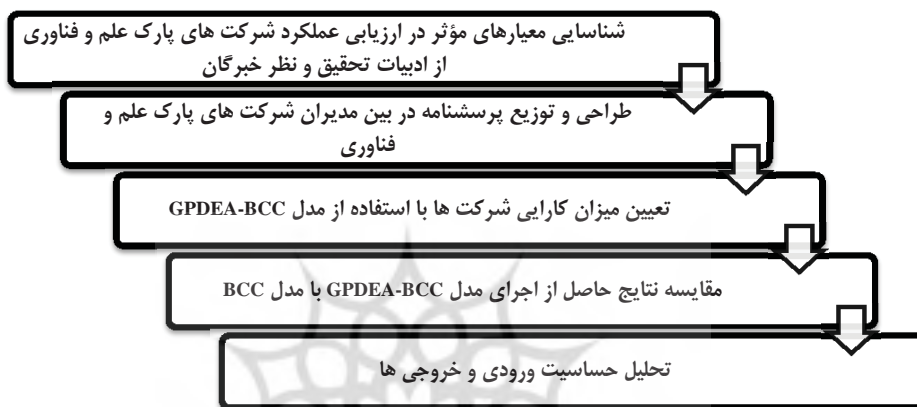 شناسایی معیارهای مؤثر در ارزیابی عملکرد شرکت های پارک علم و فناوری
از ادبیات تحقیق و نظر خبرگان
طراحی و توزیع پرسشنامه در بین مدیران شرکت های پارک علم و
فناوری
تعیین میزان کارایی شرکت ها با استفاده از مدل GPDEA-BCC
مقایسه نتایج حاصل از اجرای مدل GPDEA-BCC با مدل BCC
تحلیل حساسیت ورودی و خروجی ها